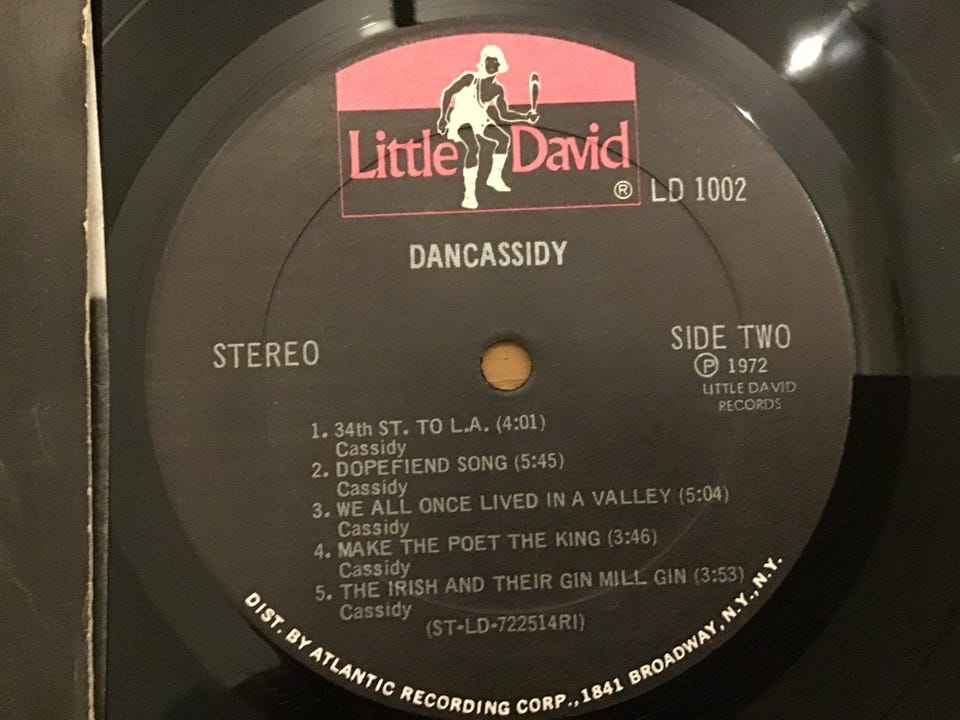 Little David ® LD 1002
DANCASSIDY
STEREO
SIDE TWO
Ⓟ 1972
LITTLE DAVID
RECORDS
1. 34th ST. TO L.A. (4:01)
Cassidy
2. DOPEFIEND SONG (5:45)
Cassidy
3. WE ALL ONCE LIVED IN A VALLEY (5:04)
Cassidy
4. MAKE THE POET THE KING (3:46)
Cassidy
5. THE IRISH AND THEIR GIN MILL GIN (3:53)
Cassidy
(ST-LD-722514RI)
DIST. BY ATLANTIC RECORDING CORP., 1841 BROADWAY, N.Y., N.Y.